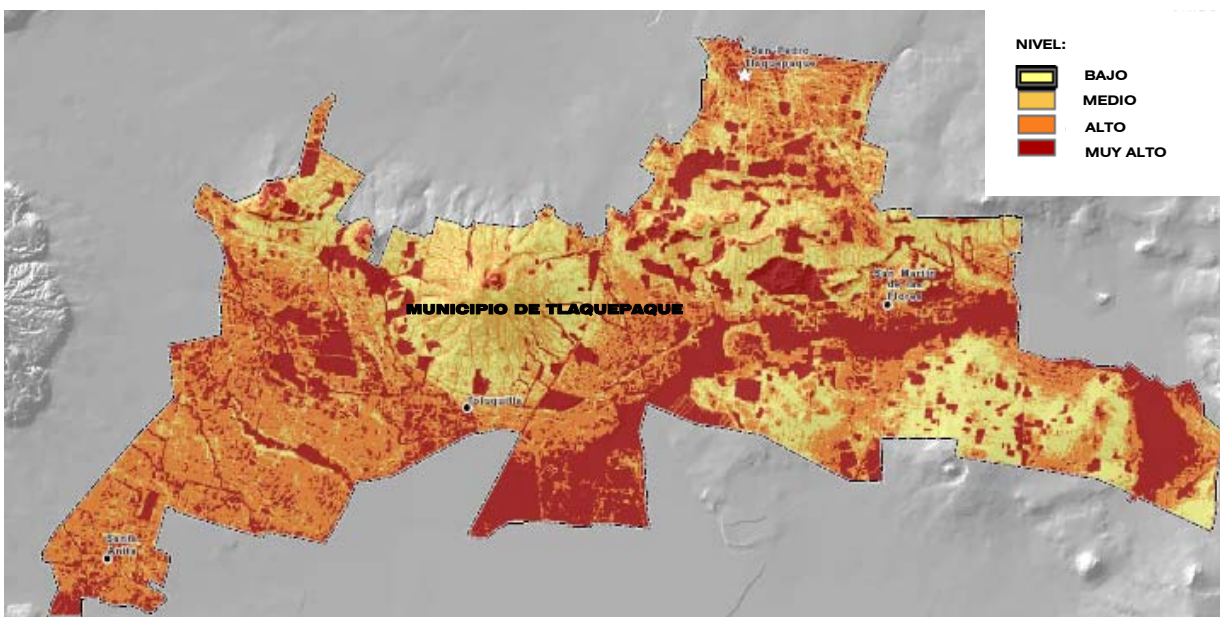 NIVEL:
BAJO
MEDIO
ALTO
MUY ALTO
San Pedro
Tlaquepaque
San Martin
de las
Flores
MUNICIPIO DE TLAQUEPAQUE
Toluquilla
Santa
Anita